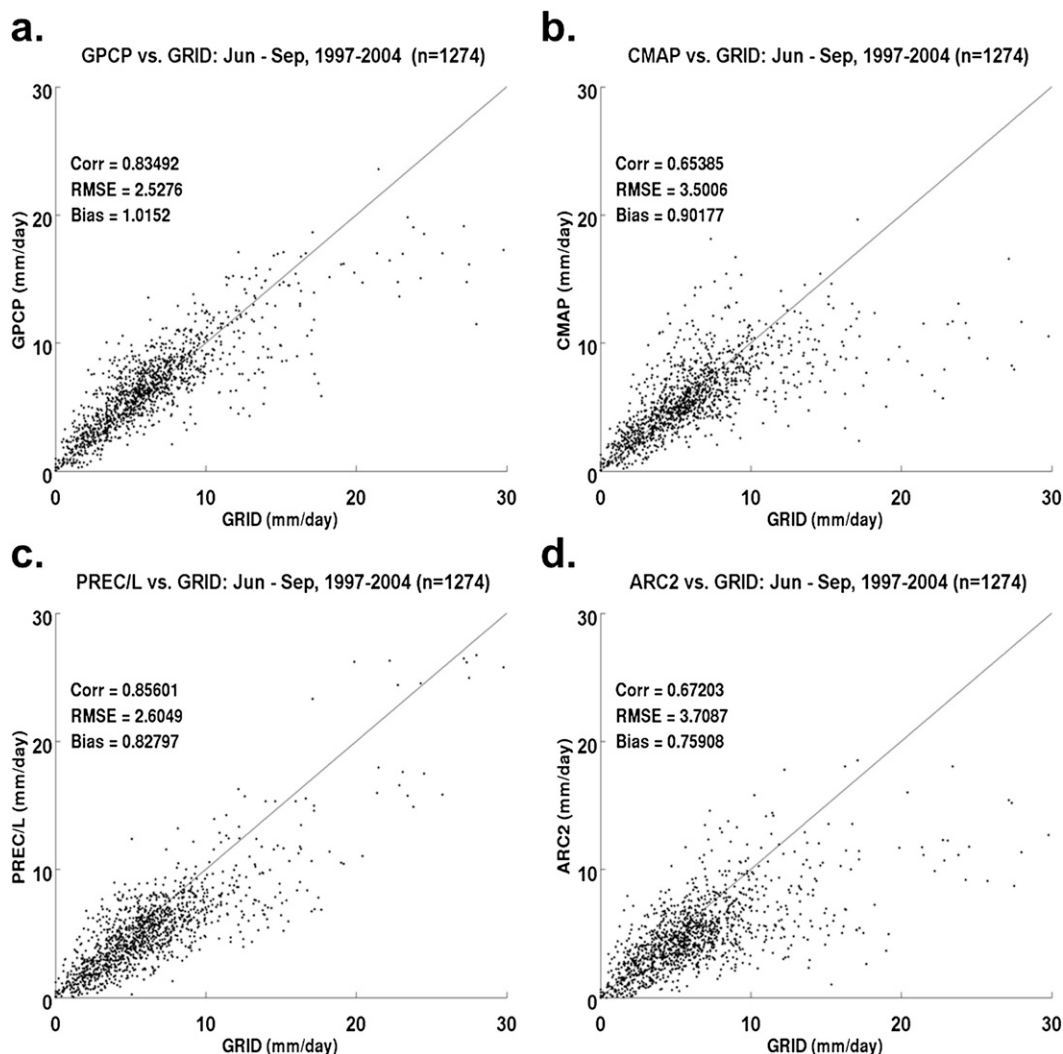 a.
GPCP vs. GRID: Jun - Sep, 1997-2004 (n=1274)
30
20
10
0
Corr = 0.83492
RMSE = 2.5276
Bias = 1.0152
GPCP (mm/day)
0 10 20 30
GRID (mm/day)
b.
CMAP vs. GRID: Jun - Sep, 1997-2004 (n=1274)
30
20
10
0
Corr = 0.65385
RMSE = 3.5006
Bias = 0.90177
CMAP (mm/day)
0 10 20 30
GRID (mm/day)
c.
PREC/L vs. GRID: Jun - Sep, 1997-2004 (n=1274)
30
20
10
0
Corr = 0.85601
RMSE = 2.6049
Bias = 0.82797
PREC/L (mm/day)
0 10 20 30
GRID (mm/day)
d.
ARC2 vs. GRID: Jun - Sep, 1997-2004 (n=1274)
30
20
10
0
Corr = 0.67203
RMSE = 3.7087
Bias = 0.75908
ARC2 (mm/day)
0 10 20 30
GRID (mm/day)